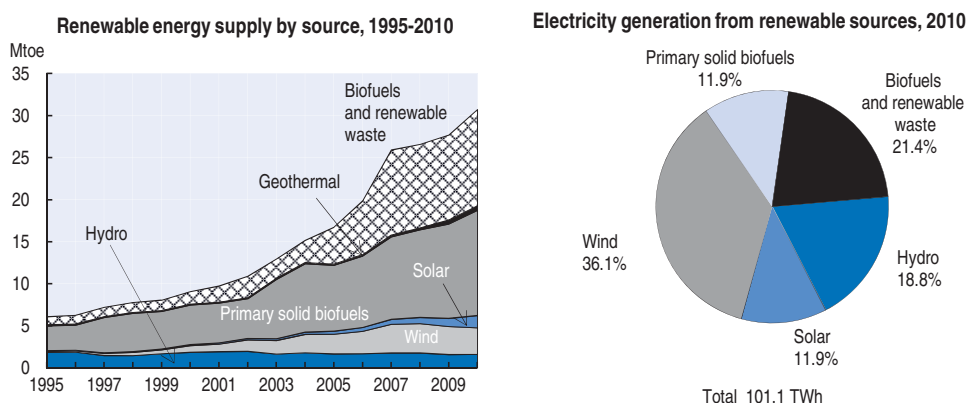 Renewable energy supply by source, 1995-2010
Mtoe
35
30
25
20
15
10
5
0
1995
1997
1999
2001
2003
2005
2007
2009
Biofuels
and renewable
waste
Geothermal
Hydro
Solar
Primary solid biofuels
Wind
Electricity generation from renewable sources, 2010
Primary solid biofuels
11.9%
Biofuels
and renewable
waste
21.4%
Wind
36.1%
Hydro
18.8%
Solar
11.9%
Total 101.1 TWh